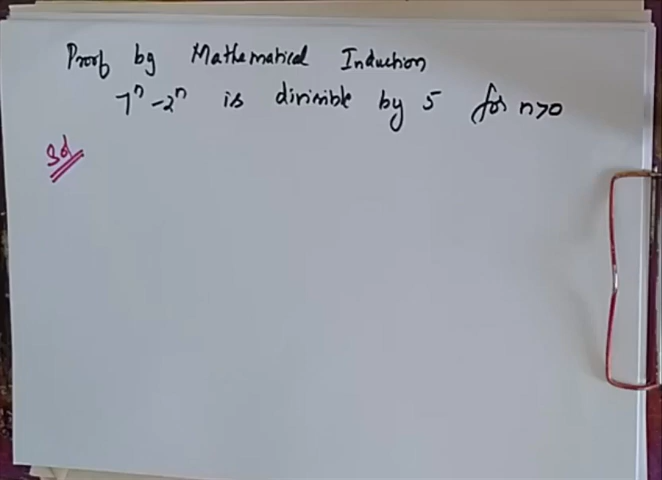 Proof by Mathematical Induction
7ⁿ - 2ⁿ is divisible by 5 for n>0
Sol